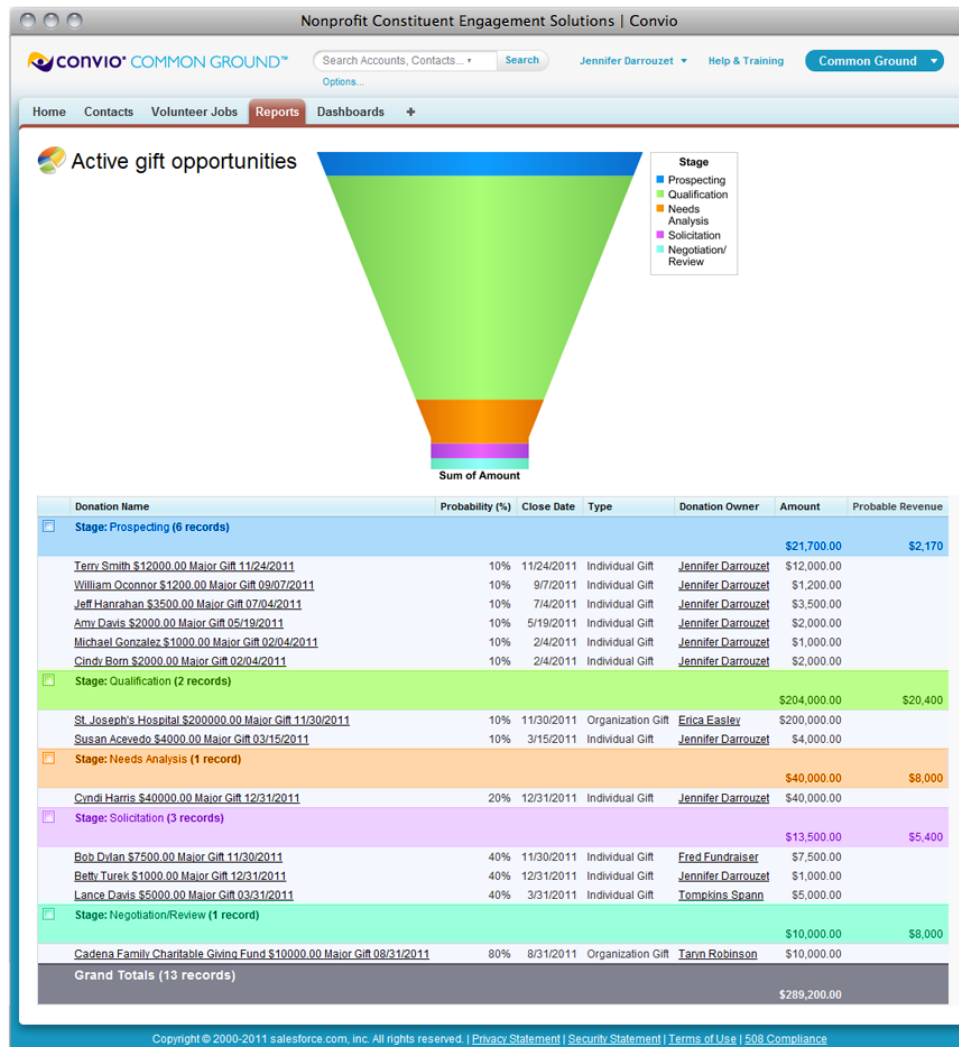 Nonprofit Constituent Engagement Solutions | Convio
CONVIO® COMMON GROUND™
Search Accounts, Contacts...
Search
Jennifer Darrouzet
Help & Training
Common Ground
Options...
Home Contacts Volunteer Jobs Reports Dashboards +
Active gift opportunities
Stage
Prospecting
Qualification
Needs
Analysis
Solicitation
Negotiation/
Review
Sum of Amount
Donation Name Probability (%) Close Date Type Donation Owner Amount Probable Revenue
Stage: Prospecting (6 records)
$21,700.00 $2,170
Terry Smith $12000.00 Major Gift 11/24/2011 10% 11/24/2011 Individual Gift Jennifer Darrouzet $12,000.00
William Oconnor $1200.00 Major Gift 09/07/2011 10% 9/7/2011 Individual Gift Jennifer Darrouzet $1,200.00
Jeff Hanrahan $3500.00 Major Gift 07/04/2011 10% 7/4/2011 Individual Gift Jennifer Darrouzet $3,500.00
Amy Davis $2000.00 Major Gift 05/19/2011 10% 5/19/2011 Individual Gift Jennifer Darrouzet $2,000.00
Michael Gonzalez $1000.00 Major Gift 02/04/2011 10% 2/4/2011 Individual Gift Jennifer Darrouzet $1,000.00
Cindy Born $2000.00 Major Gift 02/04/2011 10% 2/4/2011 Individual Gift Jennifer Darrouzet $2,000.00
Stage: Qualification (2 records)
$204,000.00 $20,400
St. Joseph's Hospital $200000.00 Major Gift 11/30/2011 10% 11/30/2011 Organization Gift Erica Easley $200,000.00
Susan Acevedo $4000.00 Major Gift 03/15/2011 10% 3/15/2011 Individual Gift Jennifer Darrouzet $4,000.00
Stage: Needs Analysis (1 record)
$40,000.00 $8,000
Cyndi Harris $40000.00 Major Gift 12/31/2011 20% 12/31/2011 Individual Gift Jennifer Darrouzet $40,000.00
Stage: Solicitation (3 records)
$13,500.00 $5,400
Bob Dylan $7500.00 Major Gift 11/30/2011 40% 11/30/2011 Individual Gift Fred Fundraiser $7,500.00
Betty Turek $1000.00 Major Gift 12/31/2011 40% 12/31/2011 Individual Gift Jennifer Darrouzet $1,000.00
Lance Davis $5000.00 Major Gift 03/31/2011 40% 3/31/2011 Individual Gift Tompkins Spann $5,000.00
Stage: Negotiation/Review (1 record)
$10,000.00 $8,000
Cadena Family Charitable Giving Fund $10000.00 Major Gift 08/31/2011 80% 8/31/2011 Organization Gift Taryn Robinson $10,000.00
Grand Totals (13 records)
$289,200.00
Copyright © 2000-2011 salesforce.com, inc. All rights reserved. | Privacy Statement | Security Statement | Terms of Use | 508 Compliance